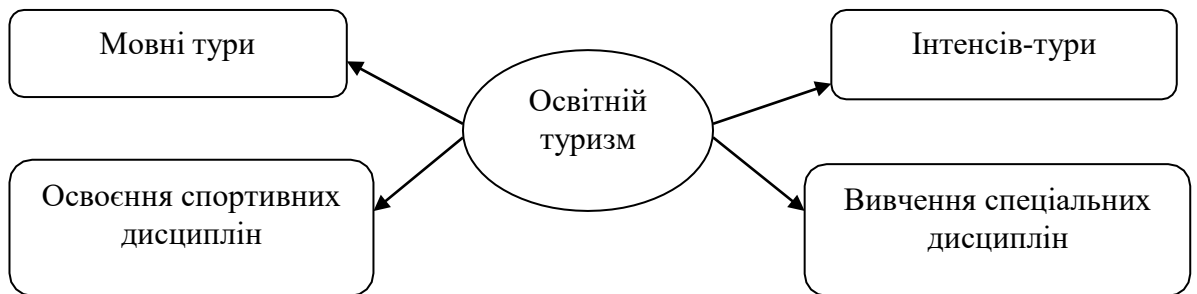 Мовні тури
Інтенсів-тури
Освітній
туризм
Освоєння спортивних
дисциплін
Вивчення спеціальних
дисциплін